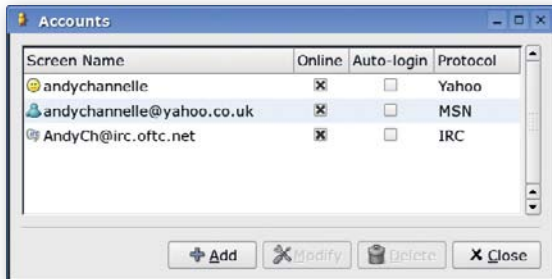 Accounts
Screen Name Online Auto-login Protocol
andychannelle Yahoo
andychannelle@yahoo.co.uk MSN
AndyCh@irc.oftc.net IRC
Add Modify Delete Close